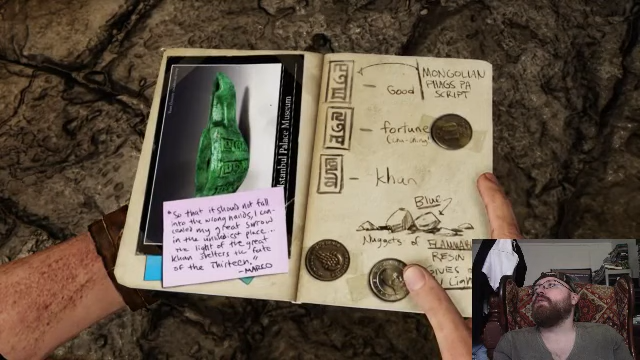 Istanbul Palace Museum
"So that it should not fall
into the wrong hands, I con-
cealed my great sorrow
in the unholiest place...
the light of the great
Khan shelters the fate
of the Thirteen."
-MARCO
MONGOLIAN
PHAGS PA
SCRIPT
- Good
- fortune
- Khan
Blue
Nuggets of FLAMMABLE
RESIN